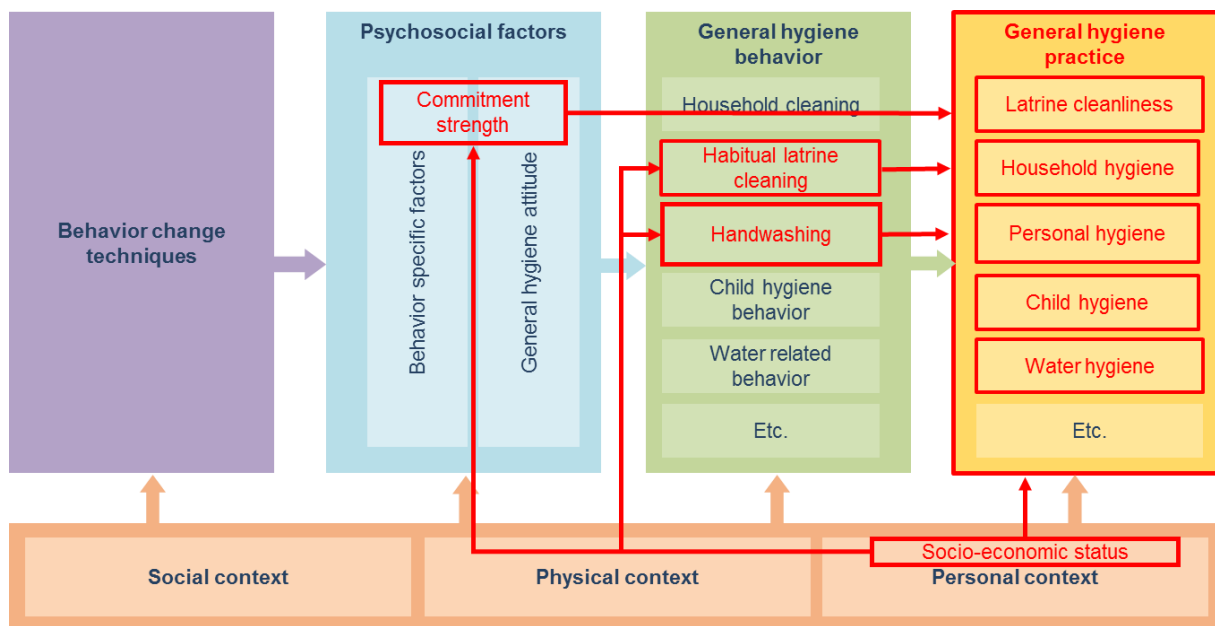 Behavior change
techniques
Psychosocial factors
Commitment
strength
Behavior specific factors
General hygiene attitude
General hygiene
behavior
Household cleaning
Habitual latrine
cleaning
Handwashing
Child hygiene
behavior
Water related
behavior
Etc.
General hygiene
practice
Latrine cleanliness
Household hygiene
Personal hygiene
Child hygiene
Water hygiene
Etc.
Socio-economic status
Social context
Physical context
Personal context